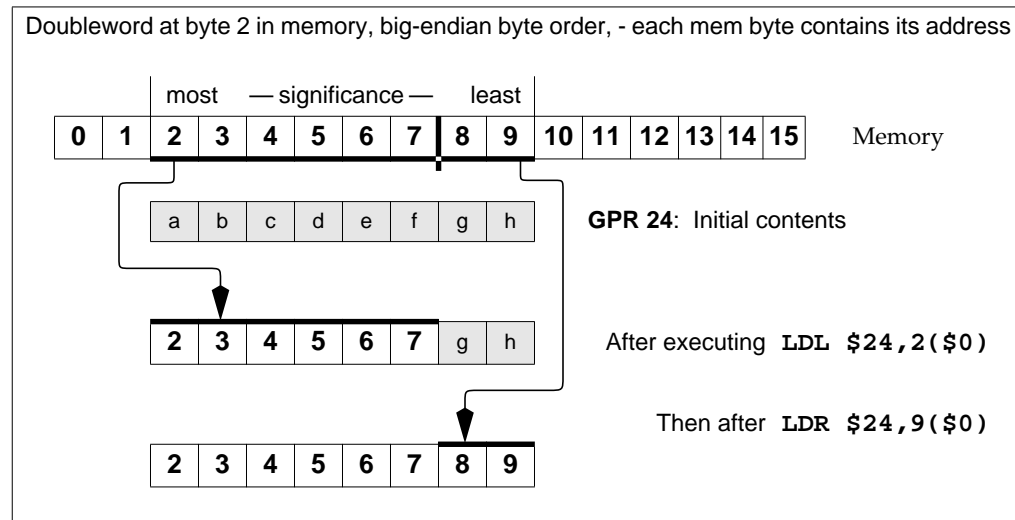 Doubleword at byte 2 in memory, big-endian byte order, - each mem byte contains its address
most — significance — least
0 1 2 3 4 5 6 7 8 9 10 11 12 13 14 15 Memory
a b c d e f g h GPR 24: Initial contents
2 3 4 5 6 7 g h After executing LDL $24,2($0)
Then after LDR $24,9($0)
2 3 4 5 6 7 8 9